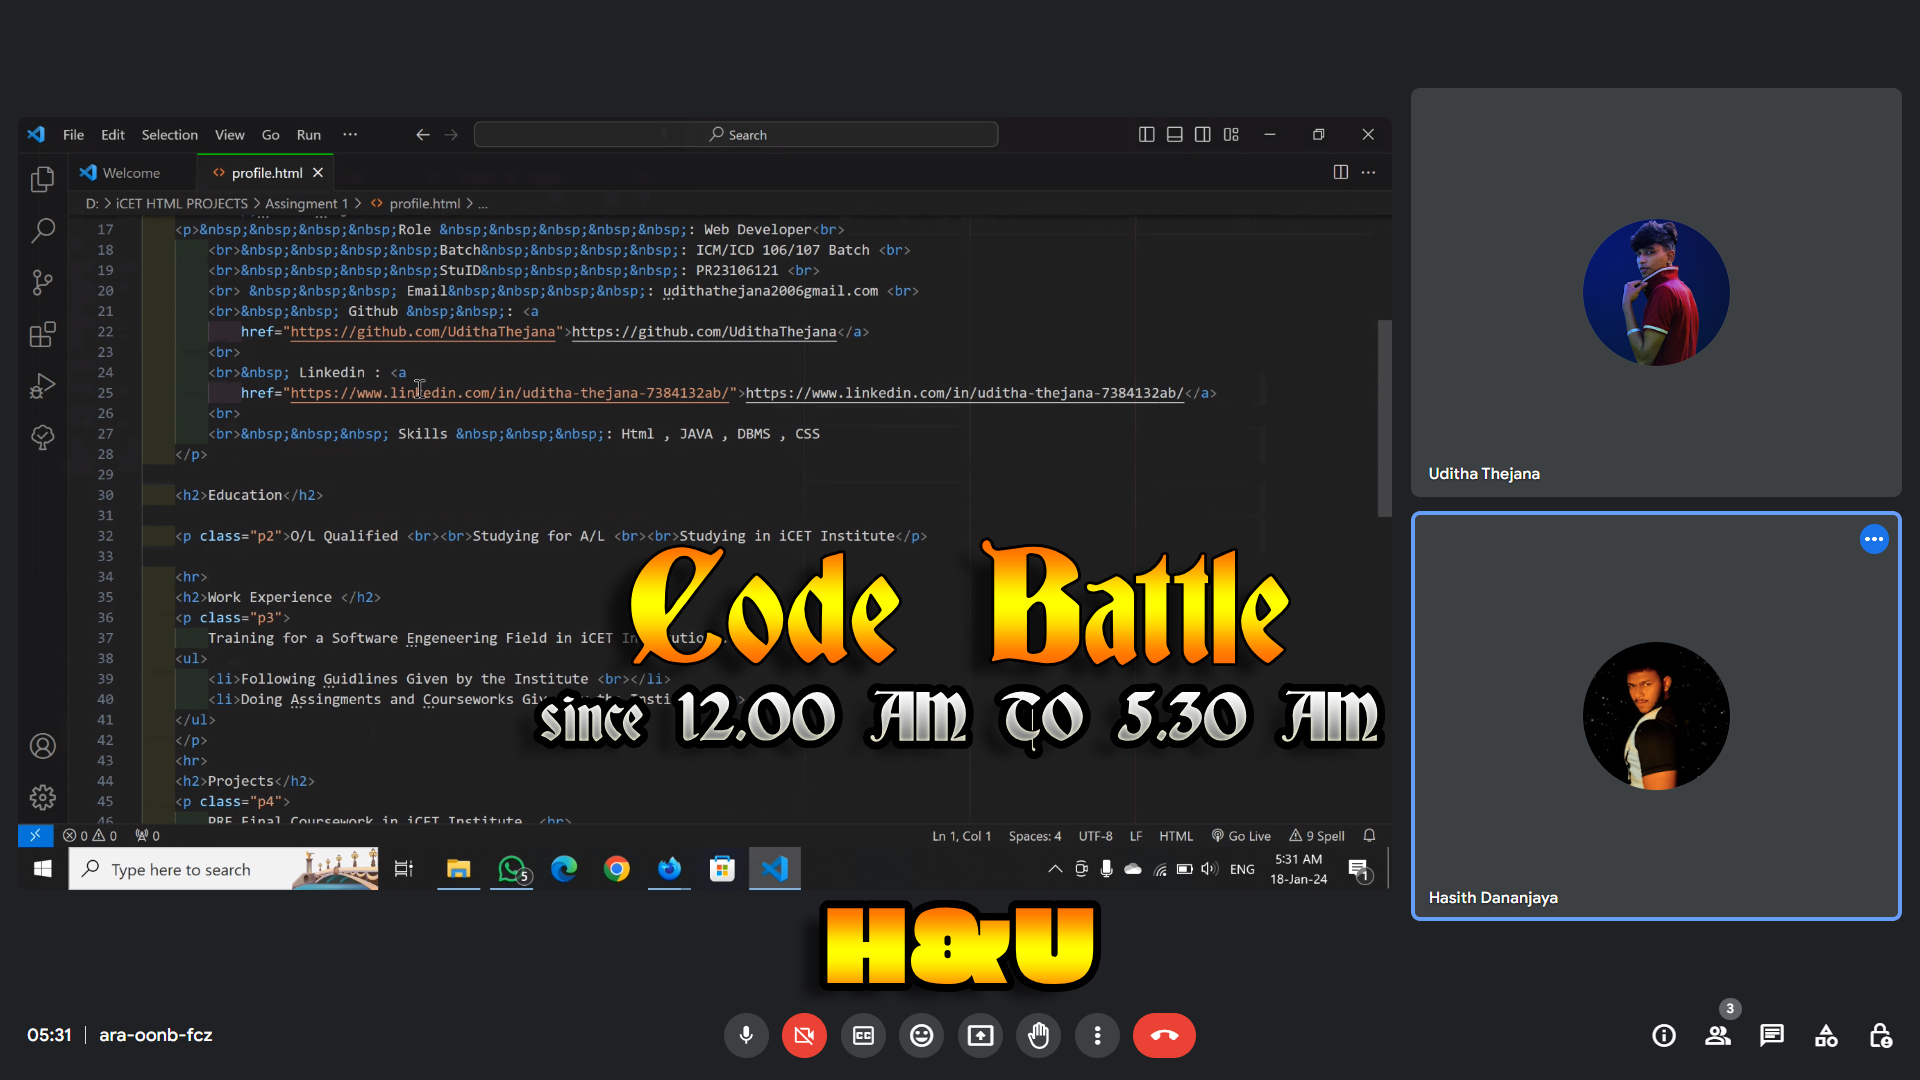 File Edit Selection View Go Run ··· Search
Welcome profile.html
D: > iCET HTML PROJECTS > Assingment 1 > profile.html > ...
17 <p>&nbsp;&nbsp;&nbsp;&nbsp;Role &nbsp;&nbsp;&nbsp;&nbsp;&nbsp;: Web Developer<br>
18 <br>&nbsp;&nbsp;&nbsp;&nbsp;Batch&nbsp;&nbsp;&nbsp;&nbsp;: ICM/ICD 106/107 Batch <br>
19 <br>&nbsp;&nbsp;&nbsp;&nbsp;StuID&nbsp;&nbsp;&nbsp;&nbsp;: PR23106121 <br>
20 <br> &nbsp;&nbsp;&nbsp; Email&nbsp;&nbsp;&nbsp;&nbsp;: udithathejana2006gmail.com <br>
21 <br>&nbsp;&nbsp; Github &nbsp;&nbsp;: <a
22 href="https://github.com/UdithaThejana">https://github.com/UdithaThejana</a>
23 <br>
24 <br>&nbsp; Linkedin : <a
25 href="https://www.linkedin.com/in/uditha-thejana-7384132ab/">https://www.linkedin.com/in/uditha-thejana-7384132ab/</a>
26 <br>
27 <br>&nbsp;&nbsp;&nbsp; Skills &nbsp;&nbsp;&nbsp;: Html , JAVA , DBMS , CSS
28 </p>
29
30 <h2>Education</h2>
31
32 <p class="p2">O/L Qualified <br><br>Studying for A/L <br><br>Studying in iCET Institute</p>
33
34 <hr>
35 <h2>Work Experience </h2>
36 <p class="p3">
37 Training for a Software Engeneering Field in iCET
38 <ul>
39 <li>Following Guidlines Given by the Institute <br></li>
40 <li>Doing Assingments and Courseworks
41 </ul>
42 </p>
43 <hr>
44 <h2>Projects</h2>
45 <p class="p4">
46 PRE Final Coursework in iCET Institute <br>
Code Battle
since 12.00 AM TO 5.30 AM
0 0 0 Ln 1, Col 1 Spaces: 4 UTF-8 LF HTML Go Live 9 Spell
Type here to search 5 ENG 5:31 AM 1
18-Jan-24
H&U
Uditha Thejana
Hasith Dananjaya
05:31 | ara-oonb-fcz
3